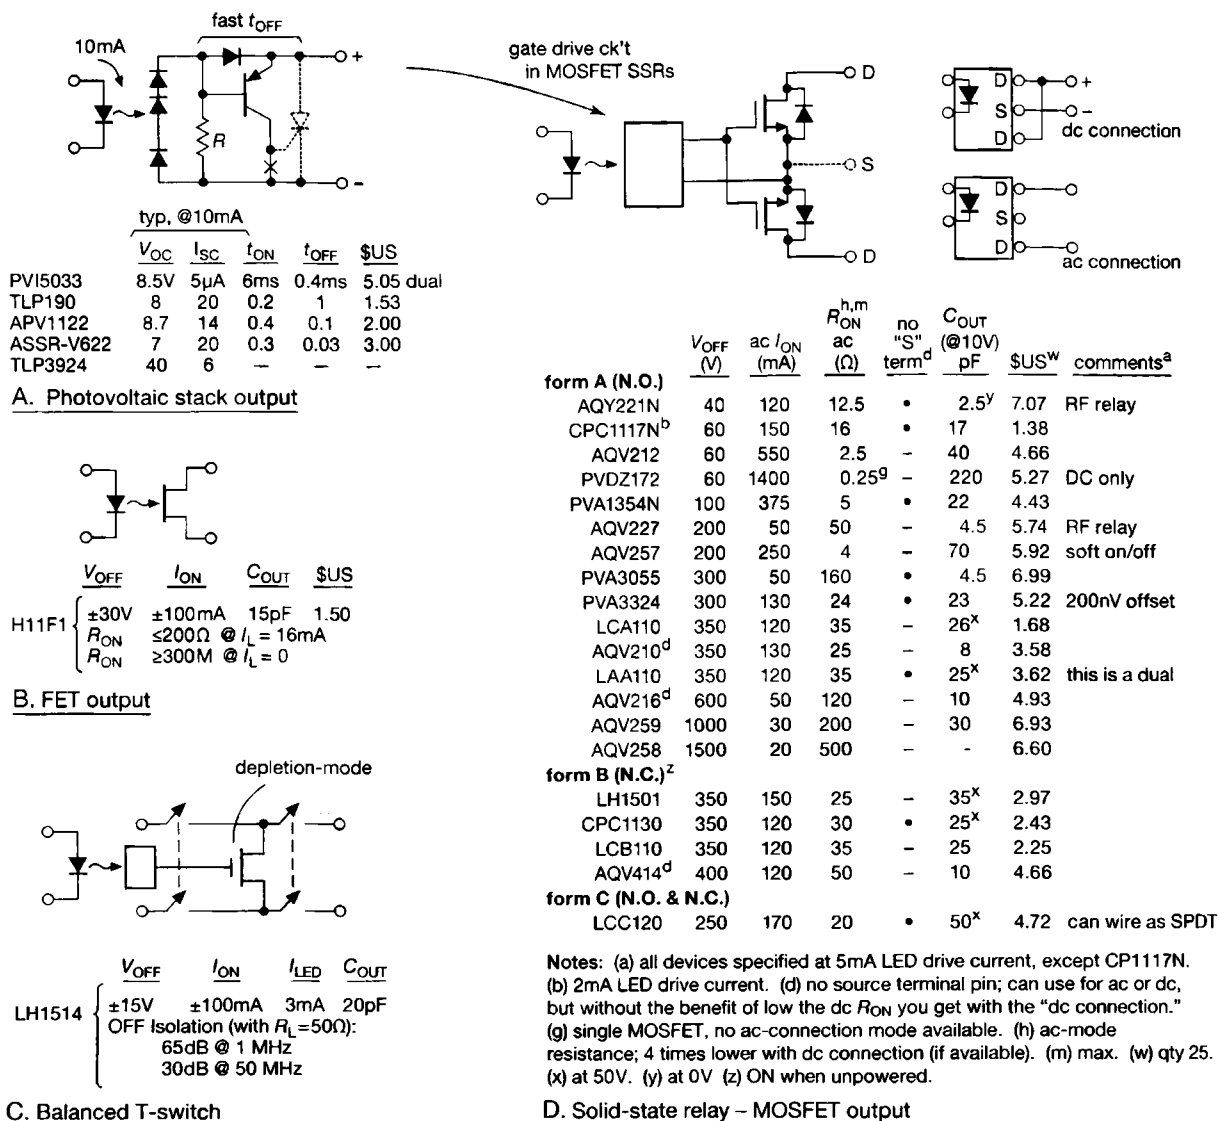 fast tOFF
10mA
+
R
–
typ, @10mA
VOC ISC tON tOFF $US
PVI5033 8.5V 5µA 6ms 0.4ms 5.05 dual
TLP190 8 20 0.2 1 1.53
APV1122 8.7 14 0.4 0.1 2.00
ASSR-V622 7 20 0.3 0.03 3.00
TLP3924 40 6 – – –
A. Photovoltaic stack output
VOFF ION COUT $US
H11F1 ±30V ±100mA 15pF 1.50
RON ≤200Ω @ IL = 16mA
RON ≥300M @ IL = 0
B. FET output
depletion-mode
VOFF ION ILED COUT
LH1514 ±15V ±100mA 3mA 20pF
OFF Isolation (with RL=50Ω):
65dB @ 1 MHz
30dB @ 50 MHz
C. Balanced T-switch
gate drive ck't
in MOSFET SSRs
D
S
D
D +
S –
D
dc connection
D
S
D
ac connection
VOFF (V) ac ION (mA) RON h,m ac (Ω) no "S" term d COUT (@10V) pF $US w comments a
form A (N.O.)
AQY221N 40 120 12.5 • 2.5y 7.07 RF relay
CPC1117Nb 60 150 16 • 17 1.38
AQV212 60 550 2.5 – 40 4.66
PVDZ172 60 1400 0.25g – 220 5.27 DC only
PVA1354N 100 375 5 • 22 4.43
AQV227 200 50 50 – 4.5 5.74 RF relay
AQV257 200 250 4 – 70 5.92 soft on/off
PVA3055 300 50 160 • 4.5 6.99
PVA3324 300 130 24 • 23 5.22 200nV offset
LCA110 350 120 35 – 26x 1.68
AQV210d 350 130 25 – 8 3.58
LAA110 350 120 35 • 25x 3.62 this is a dual
AQV216d 600 50 120 – 10 4.93
AQV259 1000 30 200 – 30 6.93
AQV258 1500 20 500 – - 6.60
form B (N.C.)z
LH1501 350 150 25 – 35x 2.97
CPC1130 350 120 30 • 25x 2.43
LCB110 350 120 35 – 25 2.25
AQV414d 400 120 50 – 10 4.66
form C (N.O. & N.C.)
LCC120 250 170 20 • 50x 4.72 can wire as SPDT
Notes: (a) all devices specified at 5mA LED drive current, except CP1117N.
(b) 2mA LED drive current. (d) no source terminal pin; can use for ac or dc,
but without the benefit of low the dc RON you get with the "dc connection."
(g) single MOSFET, no ac-connection mode available. (h) ac-mode
resistance; 4 times lower with dc connection (if available). (m) max. (w) qty 25.
(x) at 50V. (y) at 0V (z) ON when unpowered.
D. Solid-state relay – MOSFET output